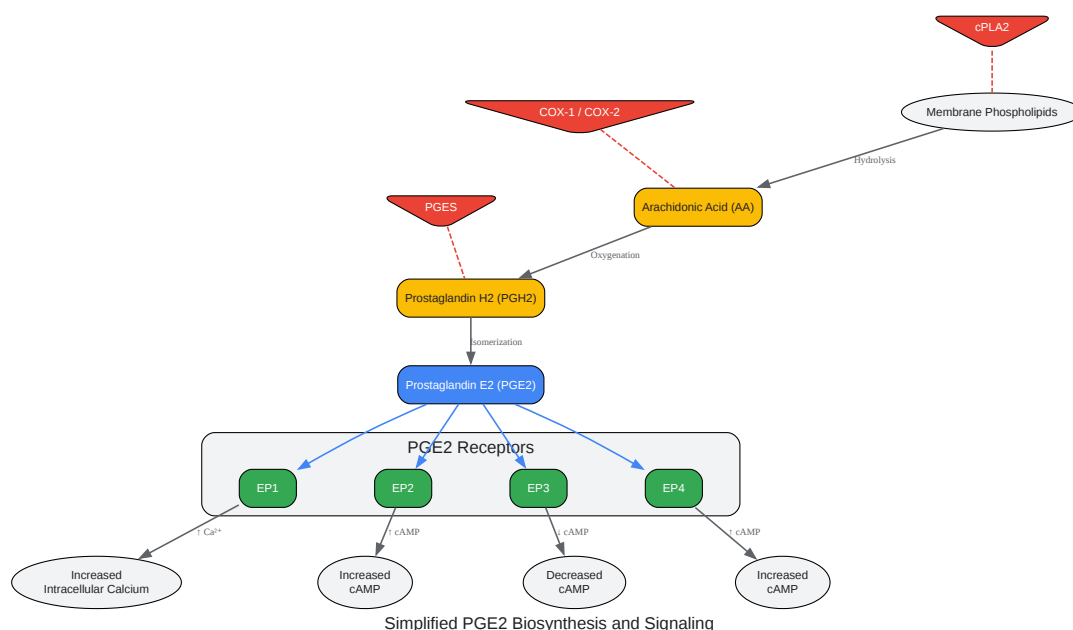 cPLA2
COX-1 / COX-2
Membrane Phospholipids
Hydrolysis
PGES
Arachidonic Acid (AA)
Oxygenation
Prostaglandin H2 (PGH2)
Isomerization
Prostaglandin E2 (PGE2)
PGE2 Receptors
EP1
EP2
EP3
EP4
↑ Ca²⁺
↑ cAMP
↓ cAMP
↑ cAMP
Increased
Intracellular Calcium
Increased
cAMP
Decreased
cAMP
Increased
cAMP
Simplified PGE2 Biosynthesis and Signaling